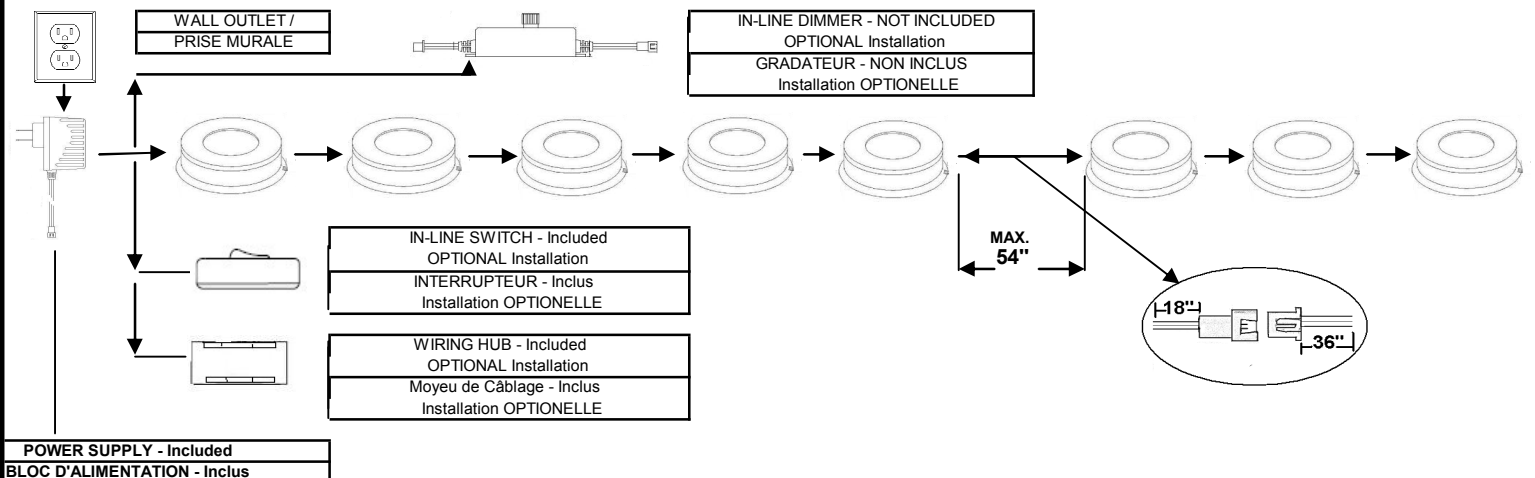 WALL OUTLET /
PRISE MURALE
IN-LINE DIMMER - NOT INCLUDED
OPTIONAL Installation
GRADATEUR - NON INCLUS
Installation OPTIONELLE
IN-LINE SWITCH - Included
OPTIONAL Installation
INTERRUPTEUR - Inclus
Installation OPTIONELLE
MAX.
54"
18"
36"
WIRING HUB - Included
OPTIONAL Installation
Moyeu de Câblage - Inclus
Installation OPTIONELLE
POWER SUPPLY - Included
BLOC D'ALIMENTATION - Inclus